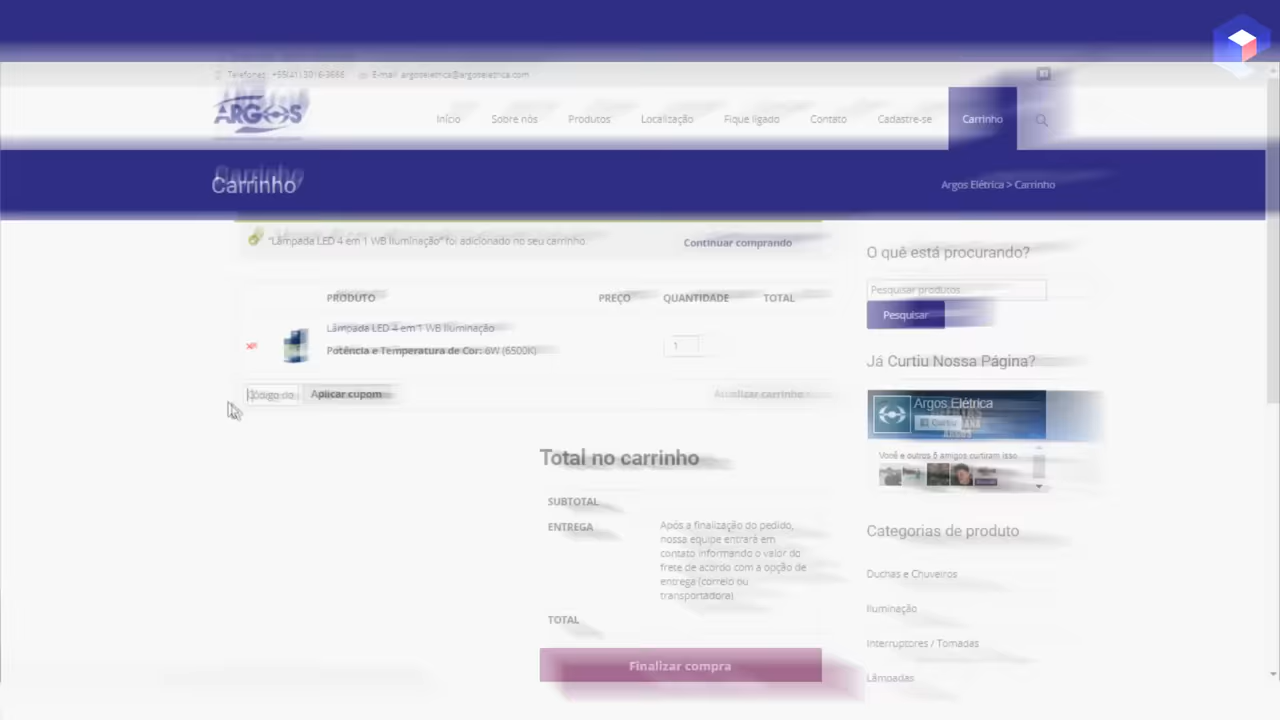 Telefones: +55(41) 3016-3686 E-mail: argoseletrica@argoseletrica.com
ARGOS
Início Sobre nós Produtos Localização Fique ligado Contato Cadastre-se Carrinho
Carrinho
Argos Elétrica > Carrinho
"Lâmpada LED 4 em 1 WB Iluminação" foi adicionado no seu carrinho.
Continuar comprando
PRODUTO PREÇO QUANTIDADE TOTAL
Lâmpada LED 4 em 1 WB Iluminação
Potência e Temperatura de Cor: 6W (6500K)
1
Código do Aplicar cupom Atualizar carrinho
Total no carrinho
SUBTOTAL
ENTREGA
Após a finalização do pedido,
nossa equipe entrará em
contato informando o valor do
frete de acordo com a opção de
entrega (correio ou
transportadora).
TOTAL
Finalizar compra
O quê está procurando?
Pesquisar produtos
Pesquisar
Já Curtiu Nossa Página?
Argos Elétrica
Curtiu
Você e outros 6 amigos curtiram isso
Categorias de produto
Duchas e Chuveiros
Iluminação
Interruptores / Tomadas
Lâmpadas